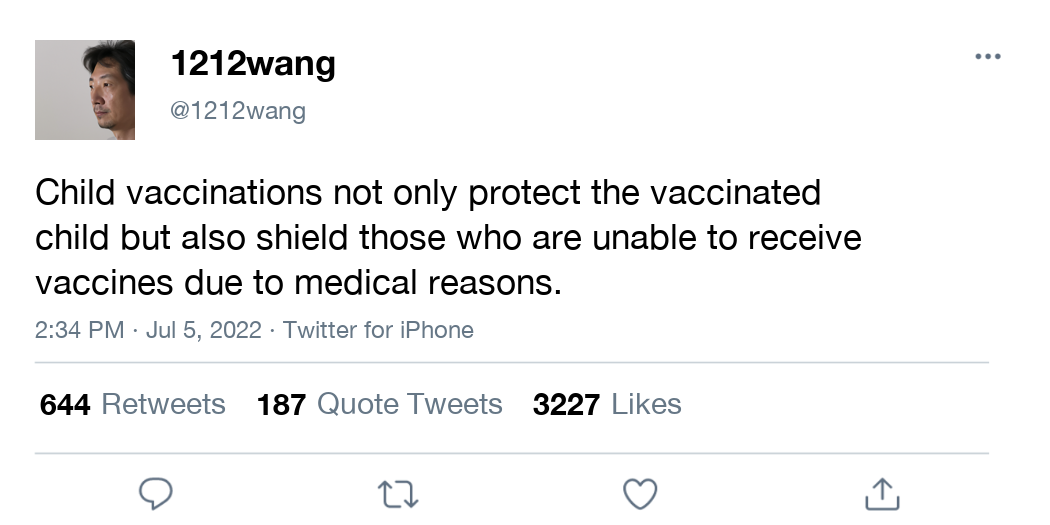 1212wang
@1212wang
Child vaccinations not only protect the vaccinated
child but also shield those who are unable to receive
vaccines due to medical reasons.
2:34 PM · Jul 5, 2022 · Twitter for iPhone
644 Retweets 187 Quote Tweets 3227 Likes